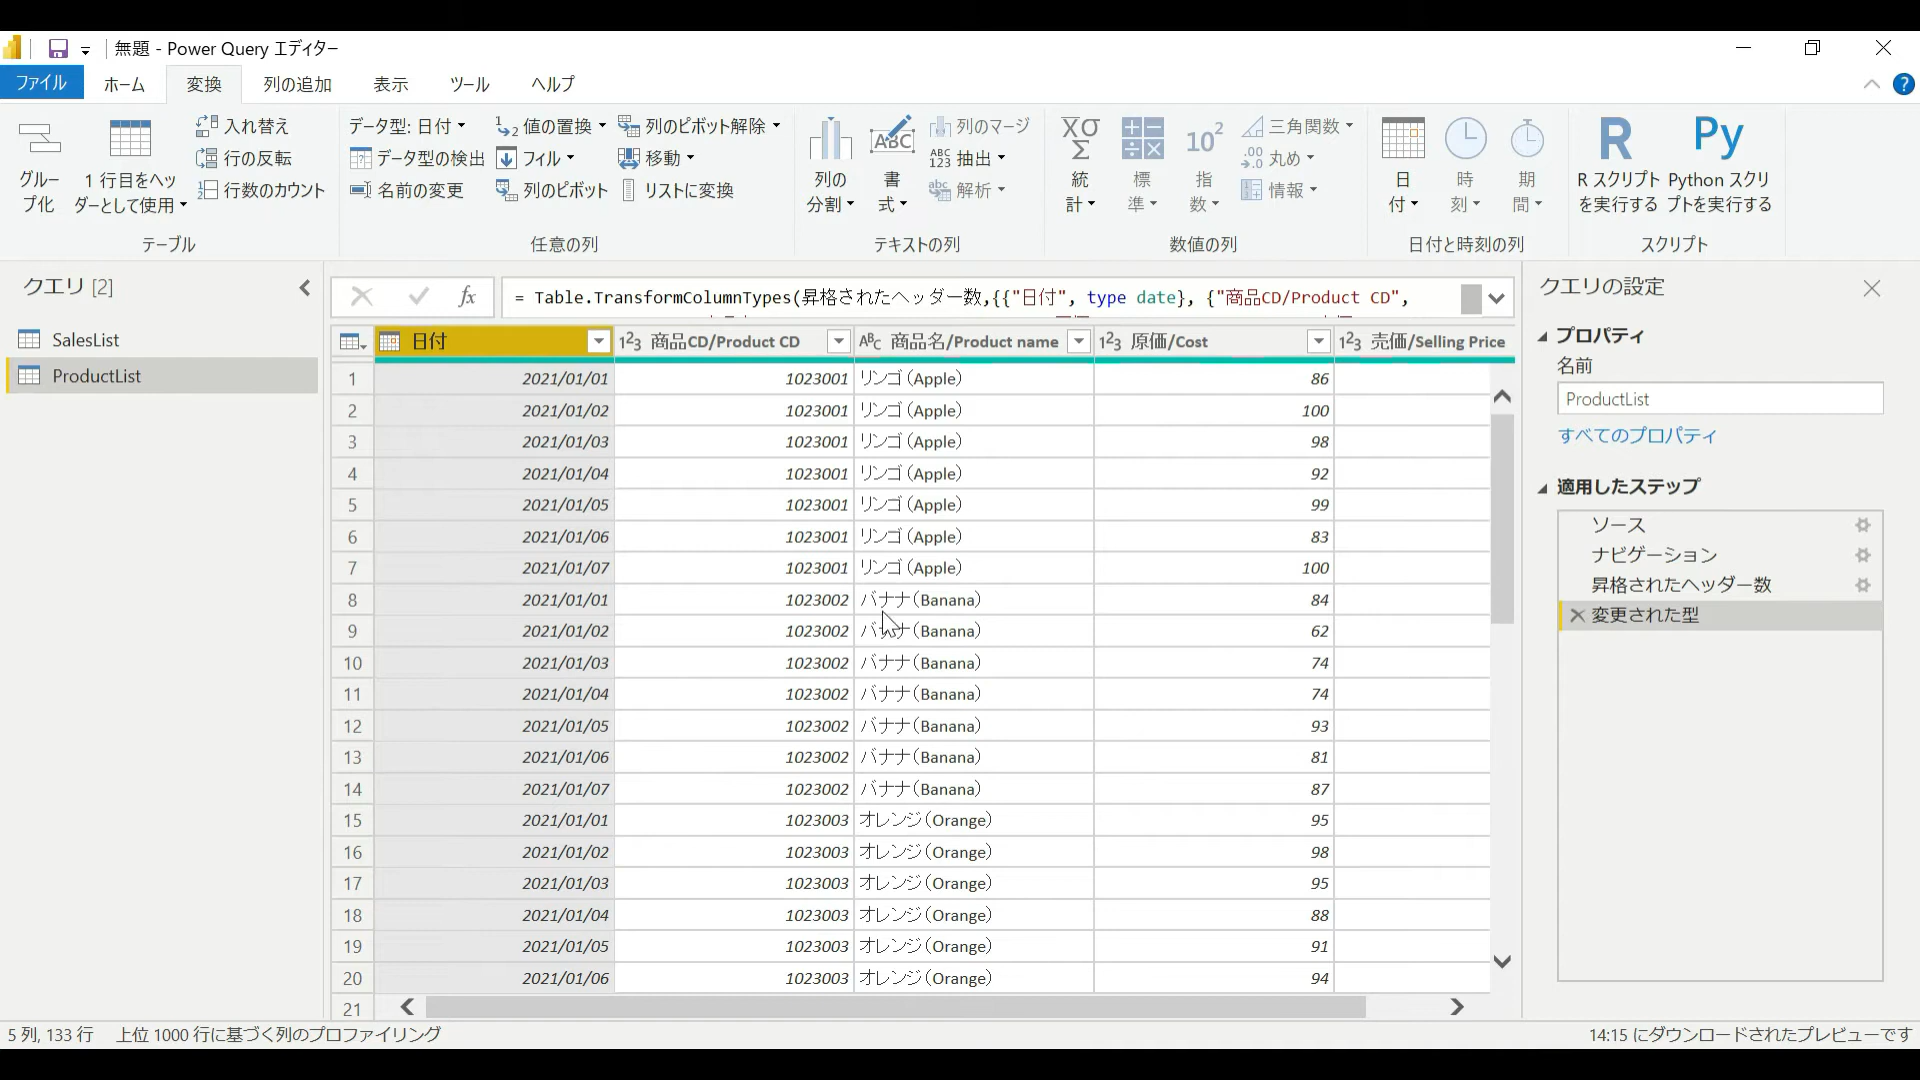 無題 - Power Query エディター
ファイル ホーム 変換 列の追加 表示 ツール ヘルプ
グループ化
1 行目をヘッダーとして使用
入れ替え
行の反転
行数のカウント
テーブル
データ型: 日付
データ型の検出
名前の変更
値の置換
フィル
列のピボット
列のピボット解除
移動
リストに変換
任意の列
列の分割
書式
列のマージ
抽出
解析
テキストの列
統計
標準
指数
三角関数
丸め
情報
数値の列
日付
時刻
期間
日付と時刻の列
R スクリプトを実行する
Python スクリプトを実行する
スクリプト
クエリ [2]
SalesList
ProductList
= Table.TransformColumnTypes(昇格されたヘッダー数,{{"日付", type date}, {"商品CD/Product CD",
日付 商品CD/Product CD 商品名/Product name 原価/Cost 売価/Selling Price
1 2021/01/01 1023001 リンゴ（Apple） 86
2 2021/01/02 1023001 リンゴ（Apple） 100
3 2021/01/03 1023001 リンゴ（Apple） 98
4 2021/01/04 1023001 リンゴ（Apple） 92
5 2021/01/05 1023001 リンゴ（Apple） 99
6 2021/01/06 1023001 リンゴ（Apple） 83
7 2021/01/07 1023001 リンゴ（Apple） 100
8 2021/01/01 1023002 バナナ（Banana） 84
9 2021/01/02 1023002 バナナ（Banana） 62
10 2021/01/03 1023002 バナナ（Banana） 74
11 2021/01/04 1023002 バナナ（Banana） 74
12 2021/01/05 1023002 バナナ（Banana） 93
13 2021/01/06 1023002 バナナ（Banana） 81
14 2021/01/07 1023002 バナナ（Banana） 87
15 2021/01/01 1023003 オレンジ（Orange） 95
16 2021/01/02 1023003 オレンジ（Orange） 98
17 2021/01/03 1023003 オレンジ（Orange） 95
18 2021/01/04 1023003 オレンジ（Orange） 88
19 2021/01/05 1023003 オレンジ（Orange） 91
20 2021/01/06 1023003 オレンジ（Orange） 94
21
クエリの設定
プロパティ
名前
ProductList
すべてのプロパティ
適用したステップ
ソース
ナビゲーション
昇格されたヘッダー数
変更された型
5 列, 133 行 上位 1000 行に基づく列のプロファイリング
14:15 にダウンロードされたプレビューです